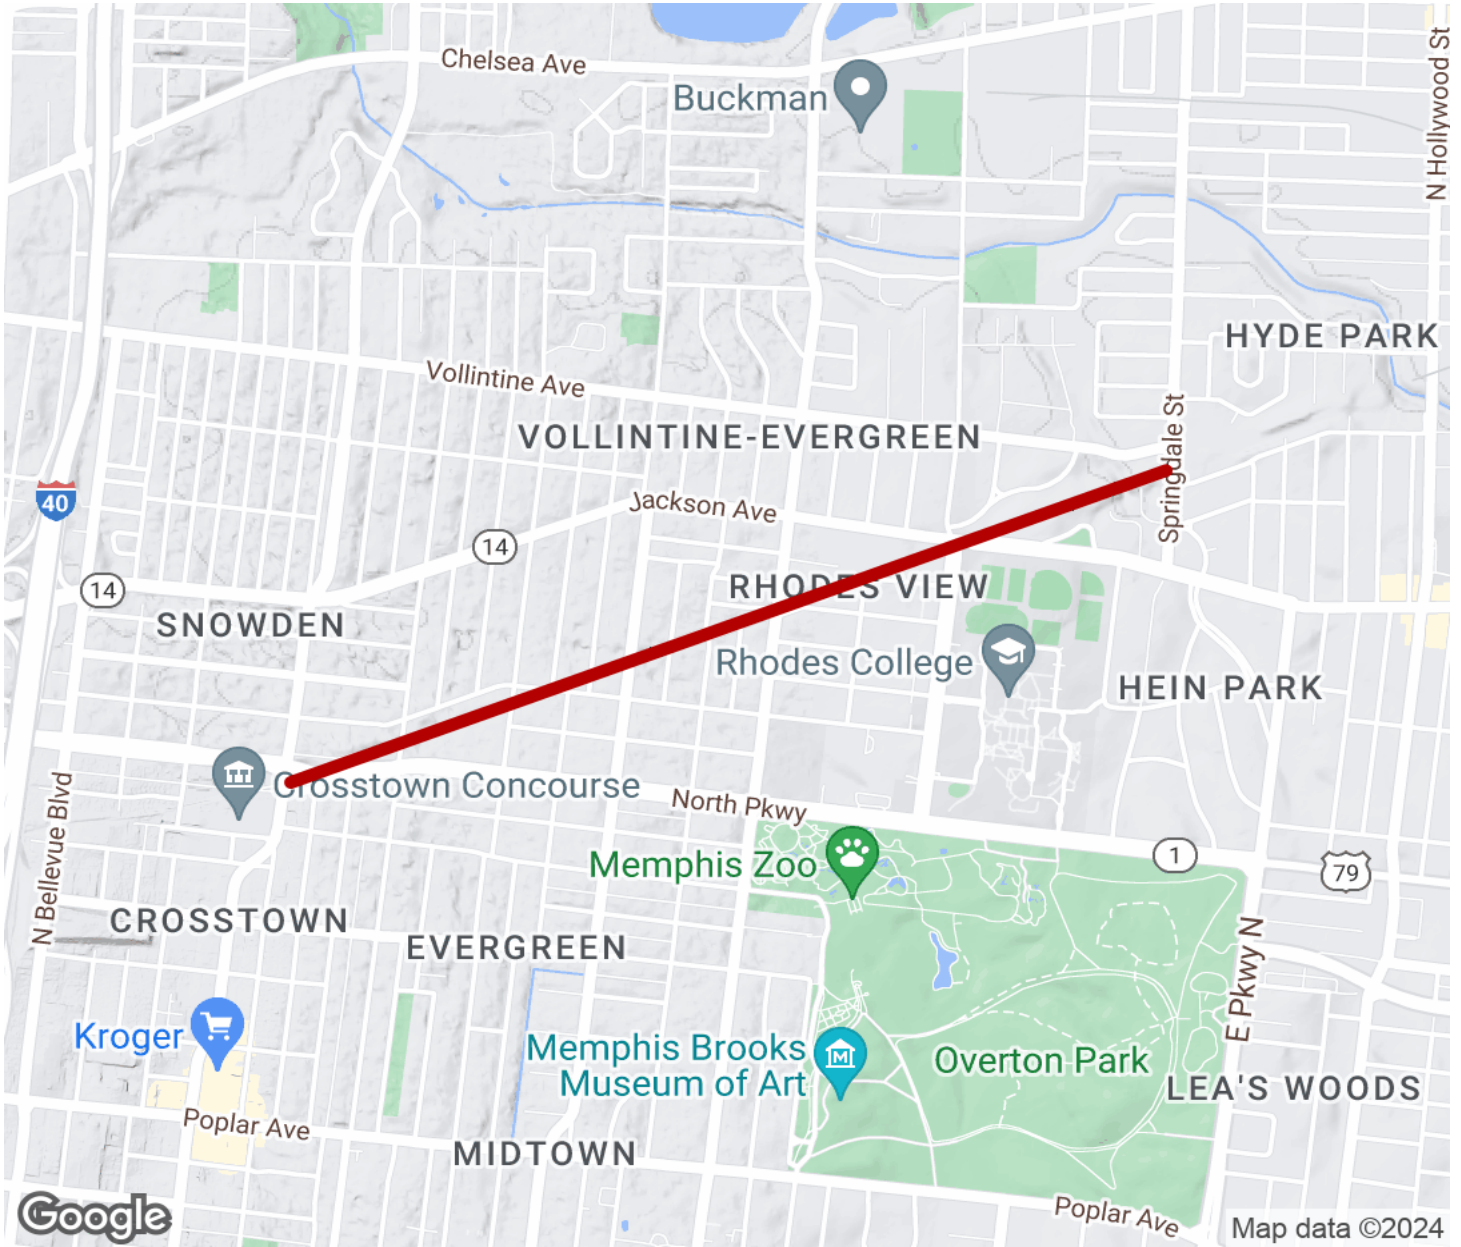 Chelsea Ave
N Hollywood St
Buckman
HYDE PARK
Vollintine Ave
VOLLINTINE-EVERGREEN
Springdale St
40
Jackson Ave
14
14
RHODES VIEW
SNOWDEN
Rhodes College
HEIN PARK
Crosstown Concourse
N Bellevue Blvd
North Pkwy
Memphis Zoo
1
79
CROSSTOWN
EVERGREEN
E Pkwy N
Kroger
Memphis Brooks
Museum of Art
Overton Park
LEA'S WOODS
Poplar Ave
MIDTOWN
Poplar Ave
Google
Map data ©2024